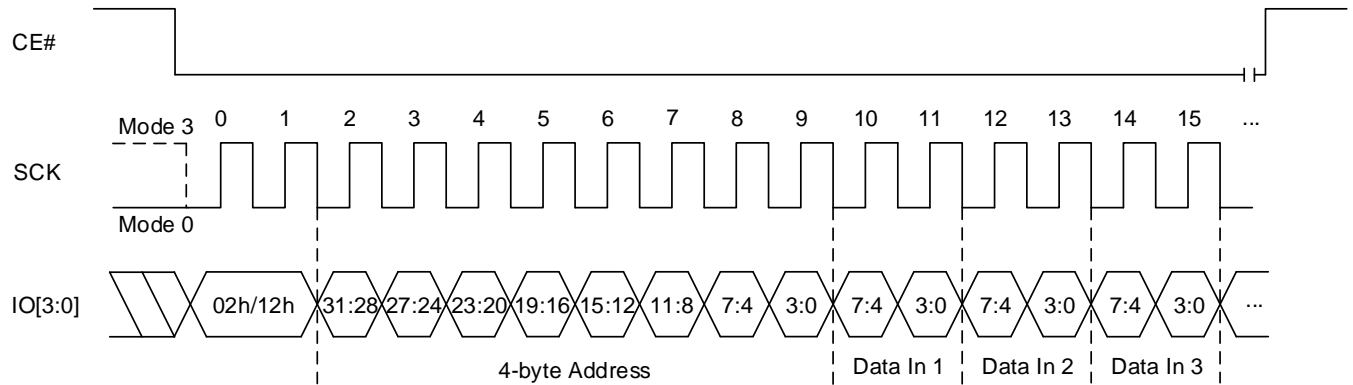 CE#
Mode 3
0 1 2 3 4 5 6 7 8 9 10 11 12 13 14 15 ...
SCK
Mode 0
IO[3:0] 02h/12h 31:28 27:24 23:20 19:16 15:12 11:8 7:4 3:0 7:4 3:0 7:4 3:0 7:4 3:0 ...
4-byte Address Data In 1 Data In 2 Data In 3